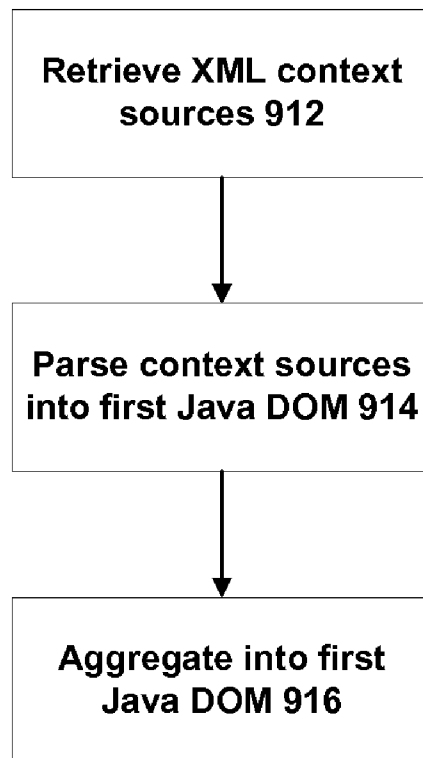 Retrieve XML context
sources 912
Parse context sources
into first Java DOM 914
Aggregate into first
Java DOM 916